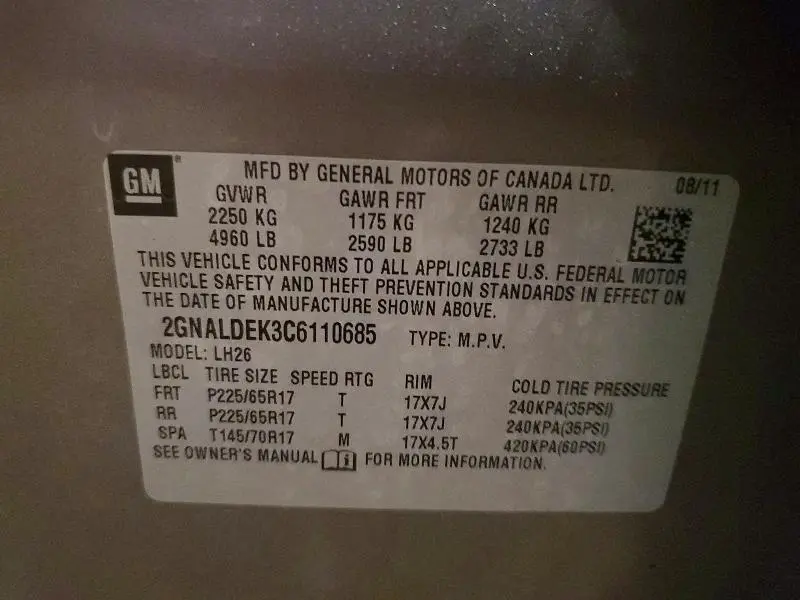 GM® MFD BY GENERAL MOTORS OF CANADA LTD. 08/11
GVWR GAWR FRT GAWR RR
2250 KG 1175 KG 1240 KG
4960 LB 2590 LB 2733 LB
THIS VEHICLE CONFORMS TO ALL APPLICABLE U.S. FEDERAL MOTOR
VEHICLE SAFETY AND THEFT PREVENTION STANDARDS IN EFFECT ON
THE DATE OF MANUFACTURE SHOWN ABOVE.
2GNALDEK3C6110685 TYPE: M.P.V.
MODEL: LH26
LBCL TIRE SIZE SPEED RTG RIM COLD TIRE PRESSURE
FRT P225/65R17 T 17X7J 240KPA(35PSI)
RR P225/65R17 T 17X7J 240KPA(35PSI)
SPA T145/70R17 M 17X4.5T 420KPA(60PSI)
SEE OWNER'S MANUAL i FOR MORE INFORMATION.